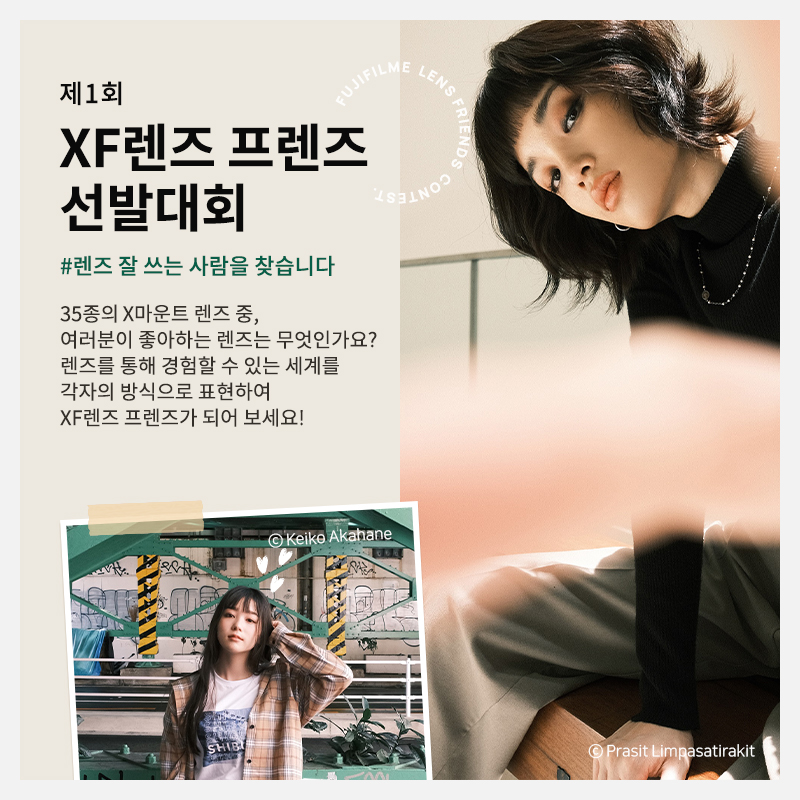 제1회
XF렌즈 프렌즈
선발대회
#렌즈 잘 쓰는 사람을 찾습니다
35종의 X마운트 렌즈 중,
여러분이 좋아하는 렌즈는 무엇인가요?
렌즈를 통해 경험할 수 있는 세계를
각자의 방식으로 표현하여
XF렌즈 프렌즈가 되어 보세요!
FUJIFILME LENS FRIENDS CONTEST.
©Keiko Akahane
SHIBU
©Prasit Limpasatirakit